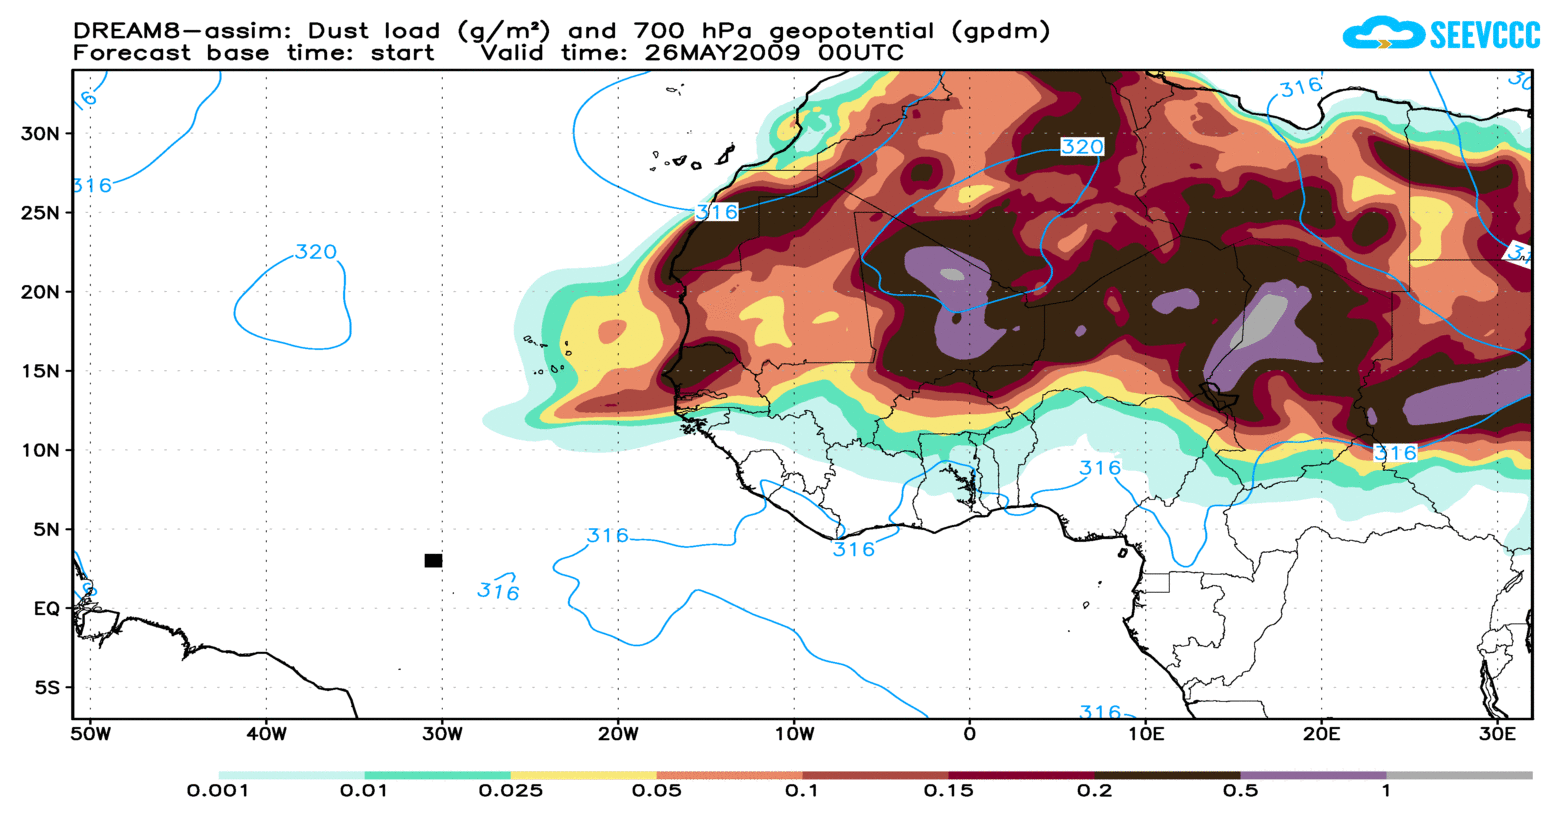 DREAM8-assim: Dust load (g/m²) and 700 hPa geopotential (gpdm)
Forecast base time: start Valid time: 26MAY2009 00UTC
SEEVCCC
316
30N
320
316
25N
316
320
20N
15N
10N
316
316
5N
316
316
316
EQ
5S
316
50W 40W 30W 20W 10W 0 10E 20E 30E
0.001 0.01 0.025 0.05 0.1 0.15 0.2 0.5 1